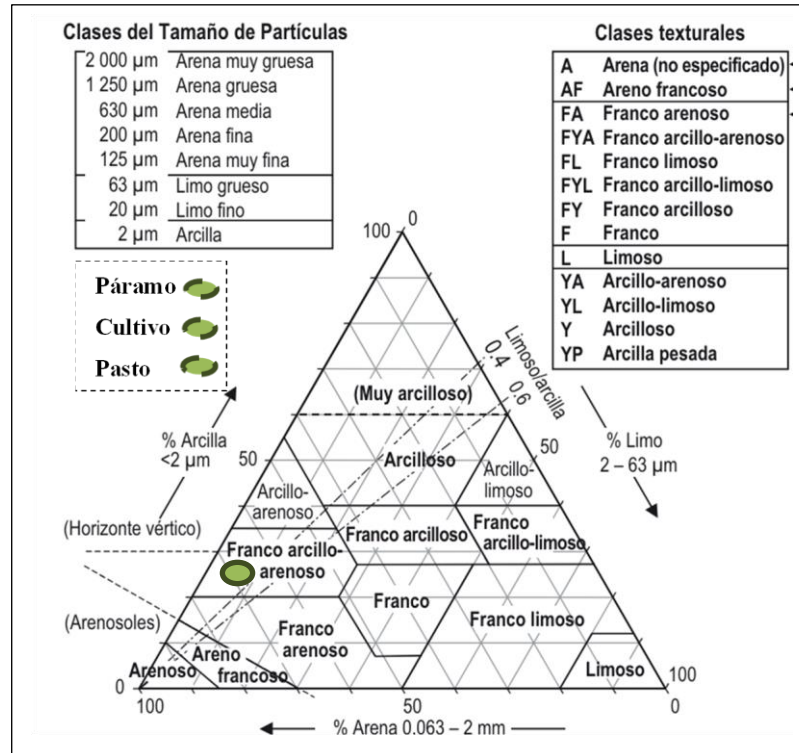 Clases del Tamaño de Partículas
2 000 µm Arena muy gruesa
1 250 µm Arena gruesa
630 µm Arena media
200 µm Arena fina
125 µm Arena muy fina
63 µm Limo grueso
20 µm Limo fino
2 µm Arcilla
Clases texturales
A Arena (no especificado)
AF Areno francoso
FA Franco arenoso
FYA Franco arcillo-arenoso
FL Franco limoso
FYL Franco arcillo-limoso
FY Franco arcilloso
F Franco
L Limoso
YA Arcillo-arenoso
YL Arcillo-limoso
Y Arcilloso
YP Arcilla pesada
Páramo
Cultivo
Pasto
100
0
Limoso/arcilla
0.4
0.6
(Muy arcilloso)
% Arcilla
<2 µm
% Limo
2 – 63 µm
50
50
Arcilloso
Arcillo-
arenoso
Arcillo-
limoso
(Horizonte vértico)
Franco arcilloso
Franco
arcillo-limoso
Franco arcillo-
arenoso
Franco
(Arenosoles)
Franco
arenoso
Franco limoso
Arenoso
Areno
francoso
Limoso
0
100
100
50
0
% Arena 0.063 – 2 mm